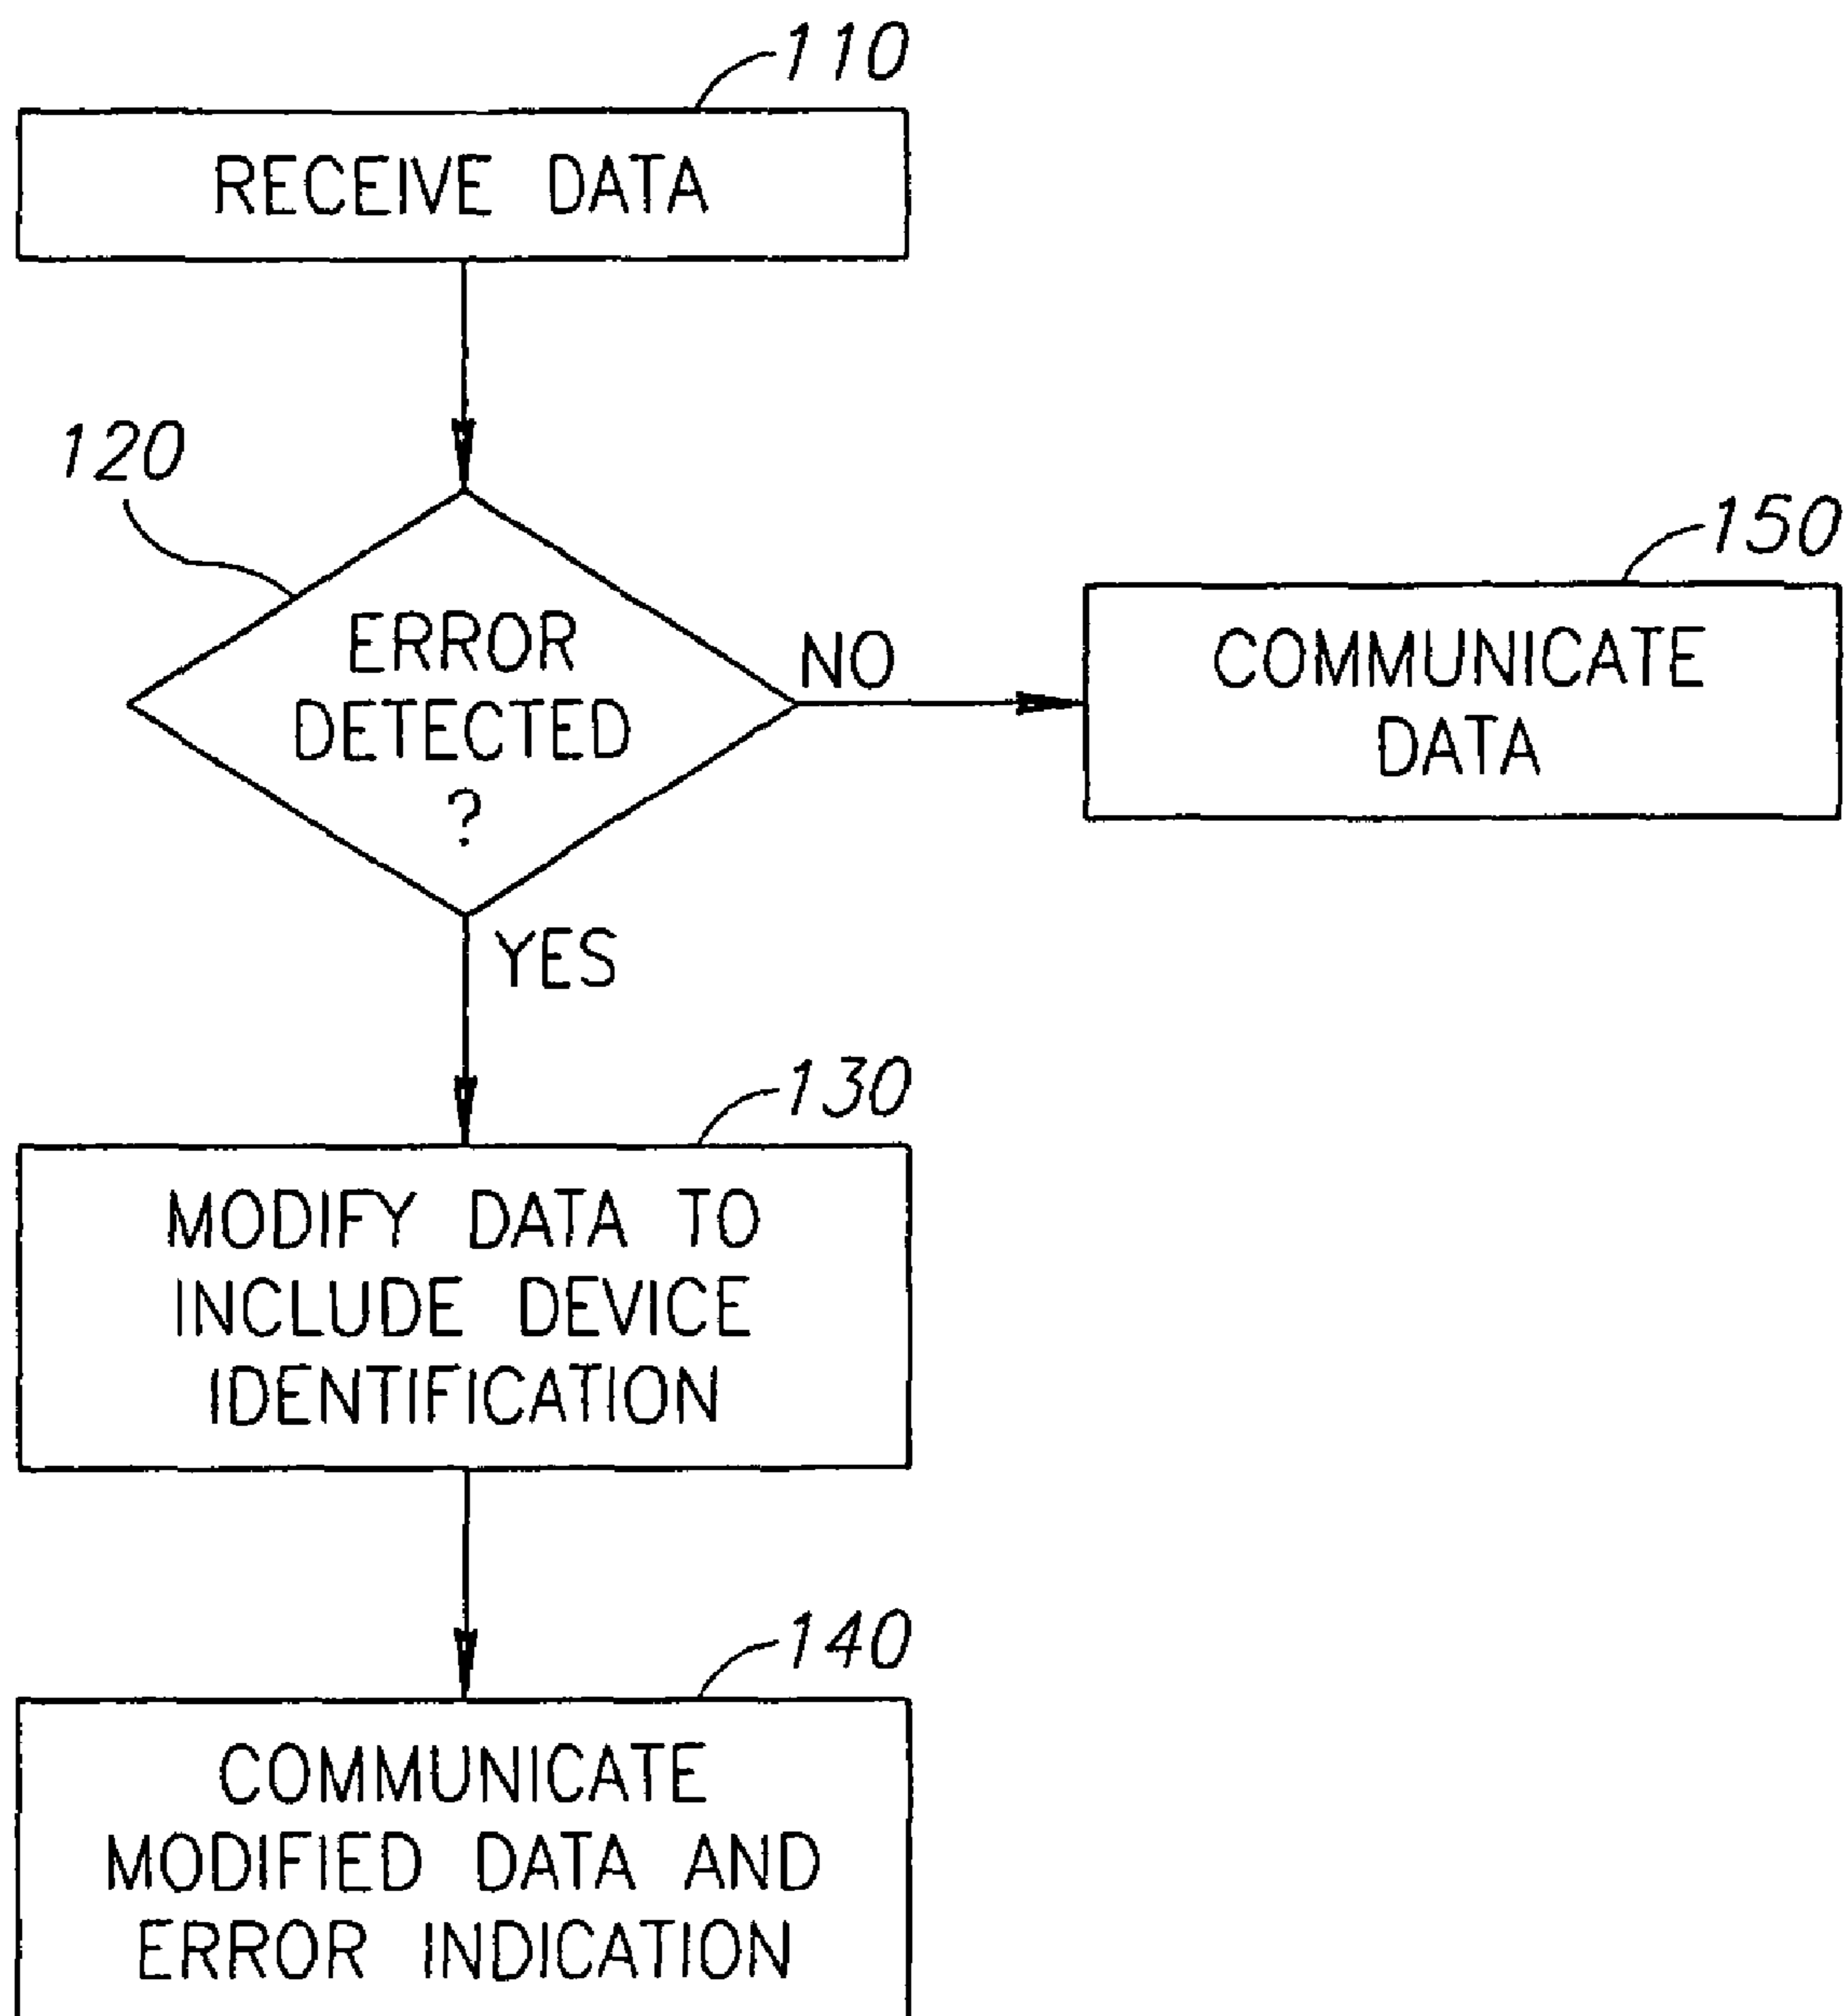 110
RECEIVE DATA
120
ERROR
DETECTED
?
NO
150
COMMUNICATE
DATA
YES
130
MODIFY DATA TO
INCLUDE DEVICE
IDENTIFICATION
140
COMMUNICATE
MODIFIED DATA AND
ERROR INDICATION